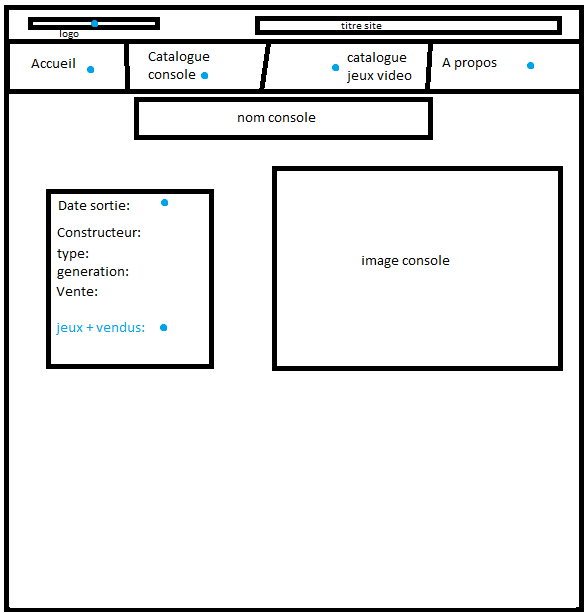 titre site
logo
Accueil
Catalogue
console
catalogue
jeux video
A propos
nom console
Date sortie:
Constructeur:
type:
generation:
Vente:
jeux + vendus:
image console